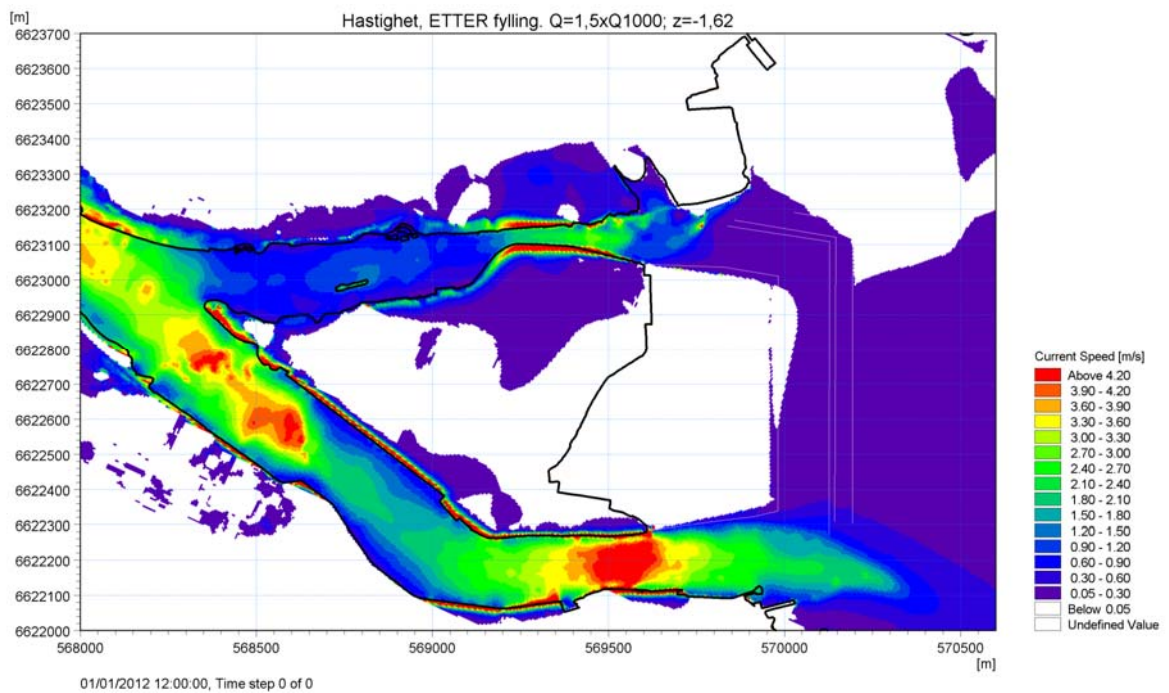 [m]
Hastighet, ETTER fylling. Q=1,5xQ1000; z=-1,62
6623700
6623600
6623500
6623400
6623300
6623200
6623100
6623000
6622900
6622800
6622700
6622600
6622500
6622400
6622300
6622200
6622100
6622000
568000 568500 569000 569500 570000 570500
[m]
Current Speed [m/s]
Above 4.20
3.90 - 4.20
3.60 - 3.90
3.30 - 3.60
3.00 - 3.30
2.70 - 3.00
2.40 - 2.70
2.10 - 2.40
1.80 - 2.10
1.50 - 1.80
1.20 - 1.50
0.90 - 1.20
0.60 - 0.90
0.30 - 0.60
0.05 - 0.30
Below 0.05
Undefined Value
01/01/2012 12:00:00, Time step 0 of 0